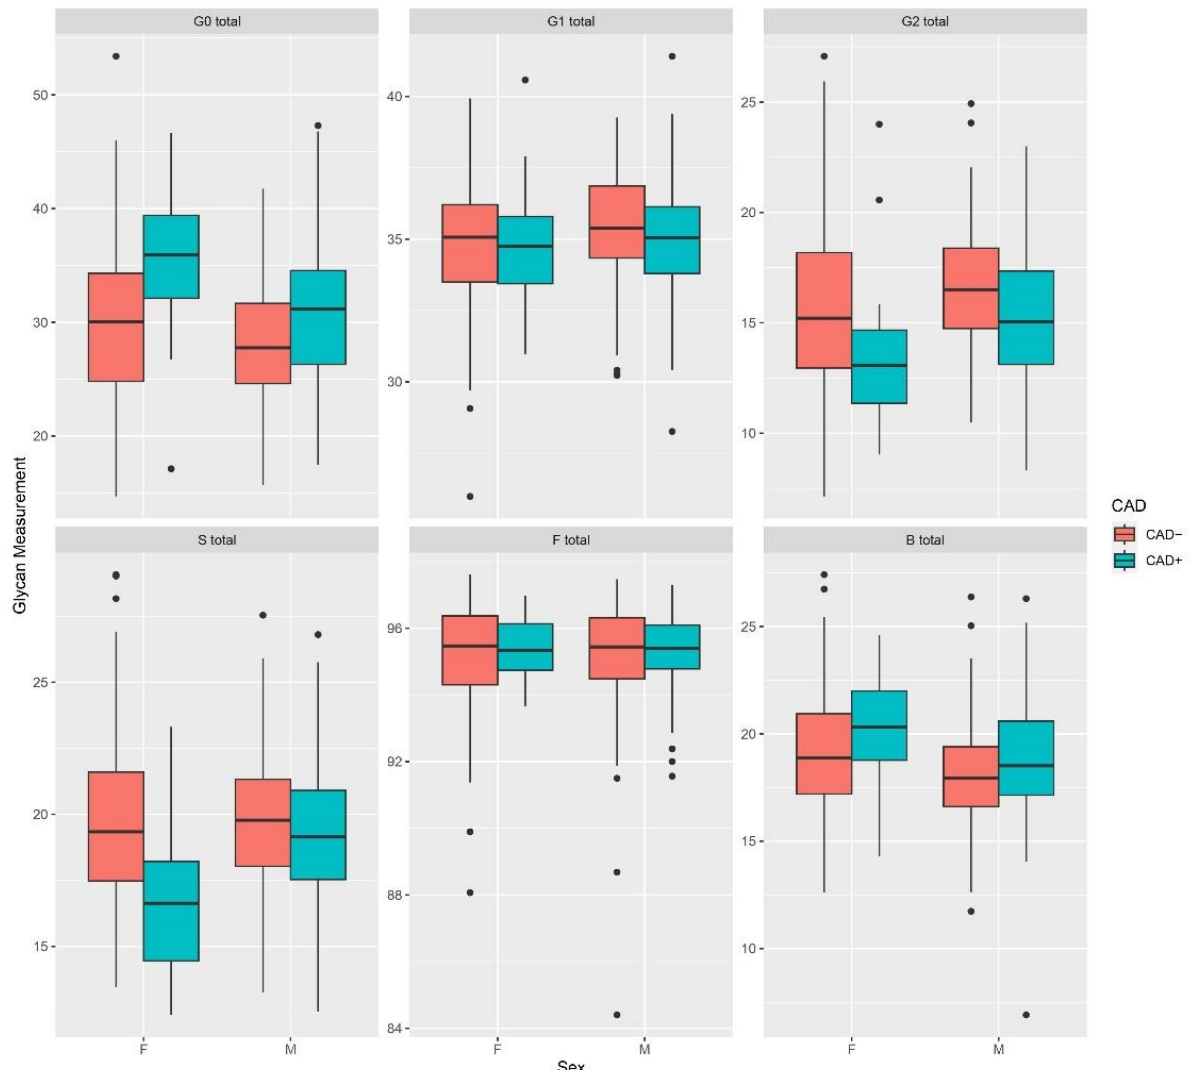 G0 total
G1 total
G2 total
50
40
30
20
40
35
30
25
20
15
10
Glycan Measurement
S total
F total
B total
25
20
15
96
92
88
84
25
20
15
10
F
M
F
M
F
M
Sex
CAD
CAD−
CAD+